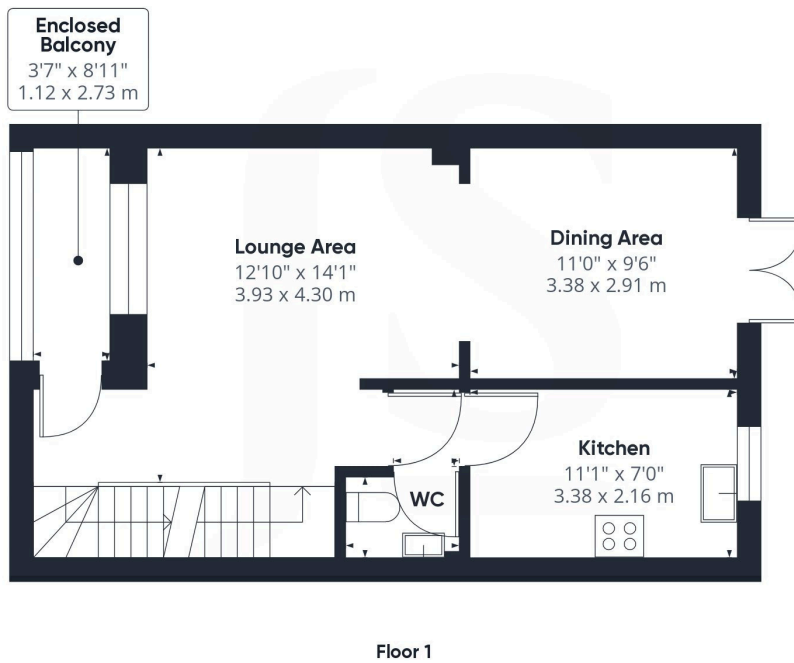 Enclosed
Balcony
3'7" x 8'11"
1.12 x 2.73 m
Lounge Area
12'10" x 14'1"
3.93 x 4.30 m
Dining Area
11'0" x 9'6"
3.38 x 2.91 m
Kitchen
11'1" x 7'0"
3.38 x 2.16 m
WC
Floor 1